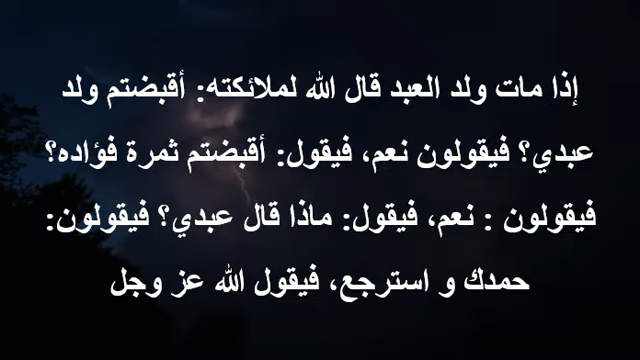 إذا مات ولد العبد قال الله لملائكته: أقبضتم ولد
عبدي؟ فيقولون نعم، فيقول: أقبضتم ثمرة فؤاده؟
فيقولون : نعم، فيقول: ماذا قال عبدي؟ فيقولون:
حمدك و استرجع، فيقول الله عز وجل